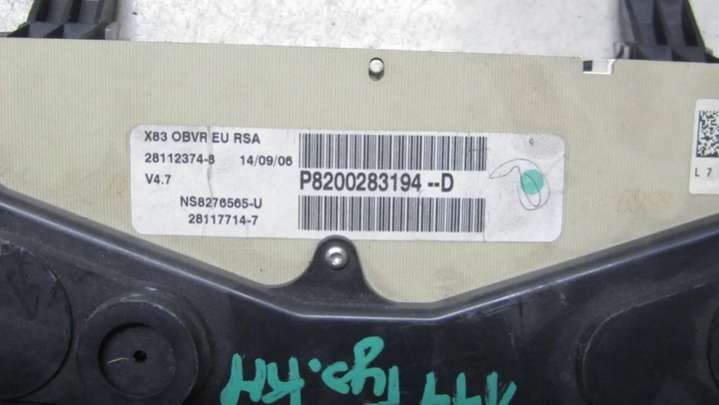 X83 OBVR EU RSA
28112374-8 14/09/06
V4.7
P8200283194 --D
NS8276565-U
28117714-7
L 7